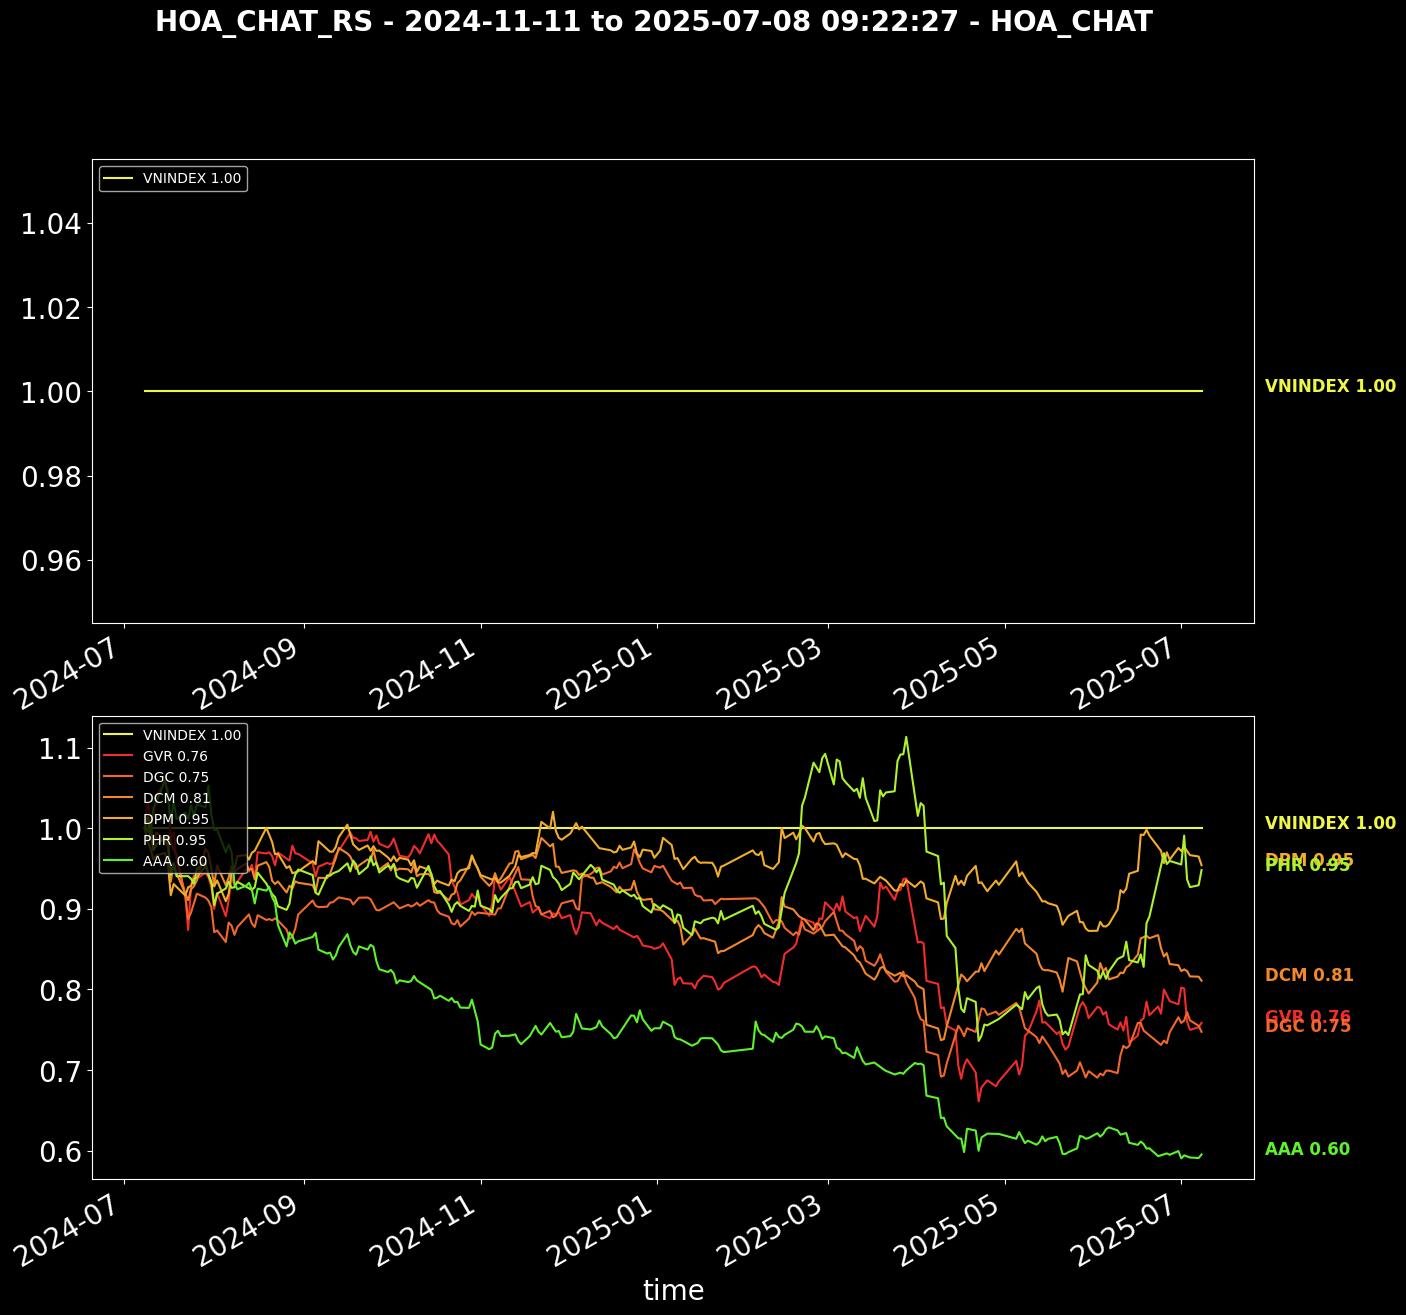 HOA_CHAT_RS - 2024-11-11 to 2025-07-08 09:22:27 - HOA_CHAT
VNINDEX 1.00
1.04
1.02
1.00
0.98
0.96
VNINDEX 1.00
2024-07
2024-09
2024-11
2025-01
2025-03
2025-05
2025-07
VNINDEX 1.00
GVR 0.76
DGC 0.75
DCM 0.81
DPM 0.95
PHR 0.95
AAA 0.60
1.1
1.0
0.9
0.8
0.7
0.6
VNINDEX 1.00
DPM 0.95
PHR 0.95
DCM 0.81
GVR 0.76
DGC 0.75
AAA 0.60
2024-07
2024-09
2024-11
2025-01
2025-03
2025-05
2025-07
time